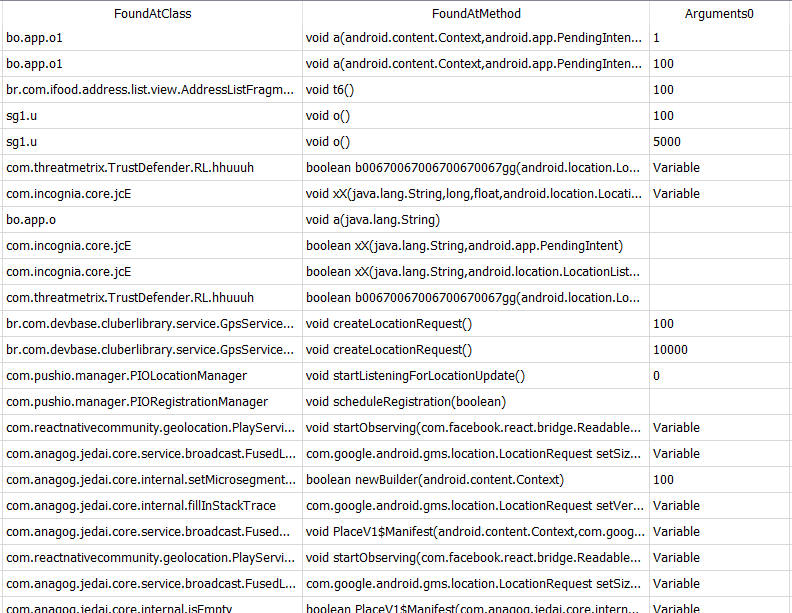 FoundAtClass FoundAtMethod Arguments0
bo.app.o1 void a(android.content.Context,android.app.PendingInten... 1
bo.app.o1 void a(android.content.Context,android.app.PendingInten... 100
br.com.ifood.address.list.view.AddressListFragm... void t6() 100
sg1.u void o() 100
sg1.u void o() 5000
com.threatmetrix.TrustDefender.RL.hhuuuh boolean b00670067006700670067gg(android.location.Lo... Variable
com.incognia.core.jcE void xX(java.lang.String,long,float,android.location.Locati... Variable
bo.app.o void a(java.lang.String)
com.incognia.core.jcE boolean xX(java.lang.String,android.app.PendingIntent)
com.incognia.core.jcE boolean xX(java.lang.String,android.location.LocationList...
com.threatmetrix.TrustDefender.RL.hhuuuh boolean b00670067006700670067gg(android.location.Lo...
br.com.devbase.cluberlibrary.service.GpsService... void createLocationRequest() 100
br.com.devbase.cluberlibrary.service.GpsService... void createLocationRequest() 10000
com.pushio.manager.PIOLocationManager void startListeningForLocationUpdate() 0
com.pushio.manager.PIORegistrationManager void scheduleRegistration(boolean)
com.reactnativecommunity.geolocation.PlayServi... void startObserving(com.facebook.react.bridge.Readable... Variable
com.anagog.jedai.core.service.broadcast.FusedL... com.google.android.gms.location.LocationRequest setSiz... Variable
com.anagog.jedai.core.internal.setMicrosegment... boolean newBuilder(android.content.Context) 100
com.anagog.jedai.core.internal.fillInStackTrace com.google.android.gms.location.LocationRequest setVer... Variable
com.anagog.jedai.core.service.broadcast.Fused... void PlaceV1$Manifest(android.content.Context,com.goog... Variable
com.reactnativecommunity.geolocation.PlayServi... void startObserving(com.facebook.react.bridge.Readable... Variable
com.anagog.jedai.core.service.broadcast.FusedL... com.google.android.gms.location.LocationRequest setSiz... Variable
com.anagog.jedai.core.internal.isEmpty boolean PlaceV1$Manifest(com.anagog.jedai.core.intern... Variable